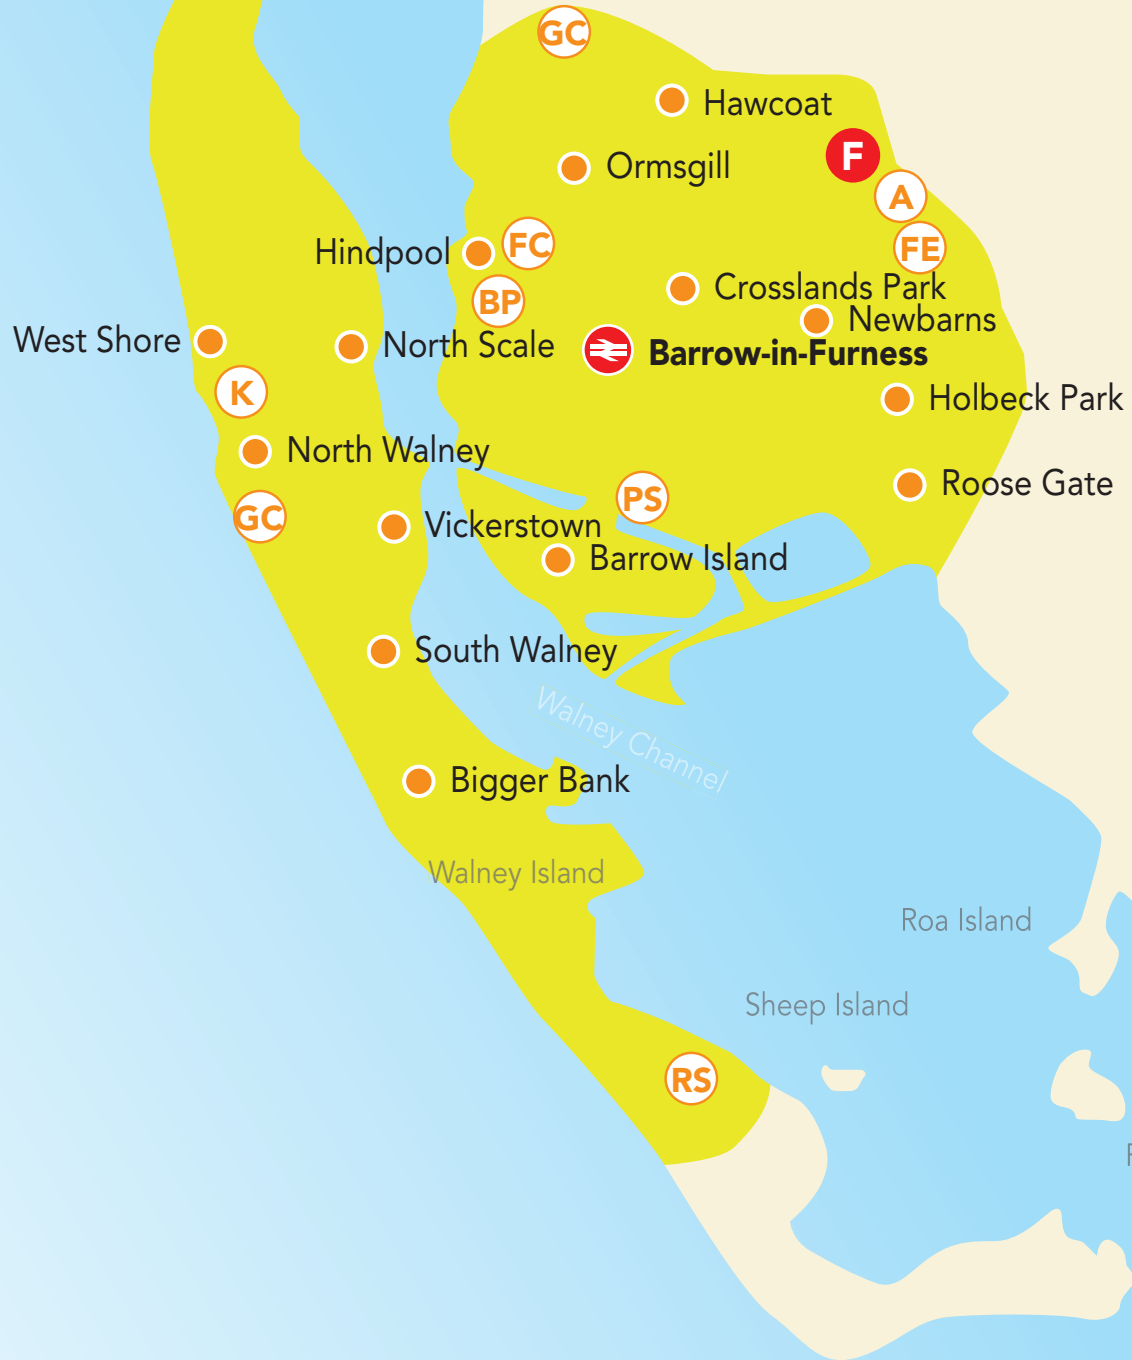 GC
Hawcoat
F
Ormsgill
A
Hindpool
FC
FE
Crosslands Park
BP
Newbarns
West Shore
North Scale
Barrow-in-Furness
K
Holbeck Park
North Walney
Roose Gate
PS
GC
Vickerstown
Barrow Island
South Walney
Walney Channel
Bigger Bank
Walney Island
Roa Island
Sheep Island
RS